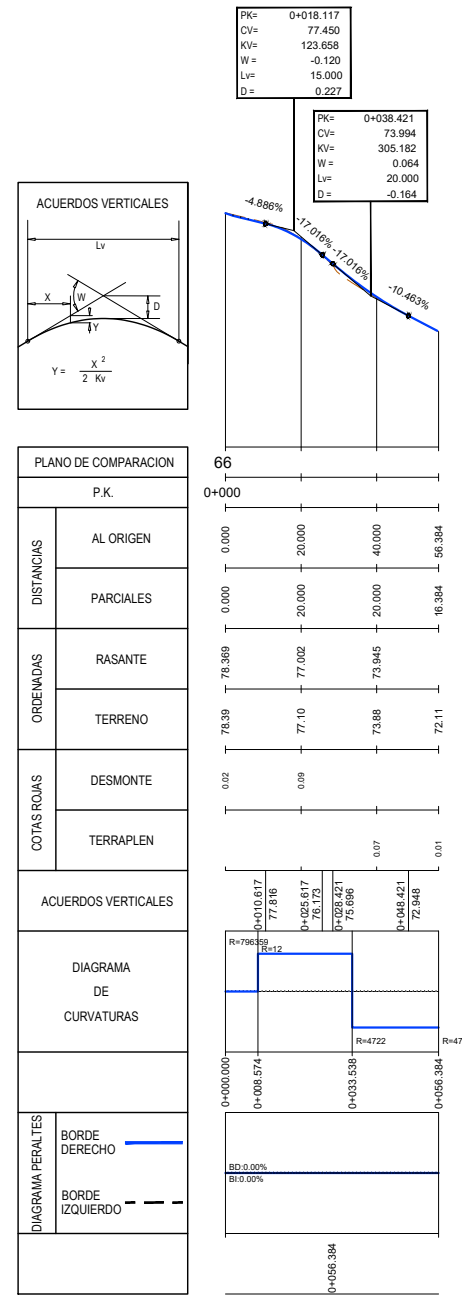 PK= 0+018.117
CV= 77.450
KV= 123.658
W = -0.120
Lv= 15.000
D = 0.227
PK= 0+038.421
CV= 73.994
KV= 305.182
W = 0.064
Lv= 20.000
D = -0.164
-4.886%
-17.016%
-17.016%
-10.463%
ACUERDOS VERTICALES
Lv
X
W
D
Y
Y = X 2
2 Kv
PLANO DE COMPARACION 66
P.K. 0+000
DISTANCIAS
AL ORIGEN 0.000 20.000 40.000 56.384
PARCIALES 0.000 20.000 20.000 16.384
ORDENADAS
RASANTE 78.369 77.002 73.945
TERRENO 78.39 77.10 73.88 72.11
COTAS ROJAS
DESMONTE 0.02 0.09
TERRAPLEN 0.07 0.01
ACUERDOS VERTICALES
0+010.617
77.816
0+025.617
76.173
0+028.421
75.696
0+048.421
72.948
DIAGRAMA
DE
CURVATURAS
R=796359
R=12
R=4722
R=47
0+000.000
0+008.574
0+033.538
0+056.384
DIAGRAMA PERALTES
BORDE
DERECHO
BORDE
IZQUIERDO
BD:0.00%
BI:0.00%
0+056.384